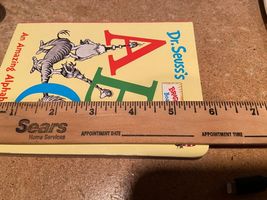 Dr. Seuss's
ABC
An Amazing Alphabet
1 2 3 4 5 6 7
Sears
Home Services
APPOINTMENT DATE
APPOINTMENT TIME